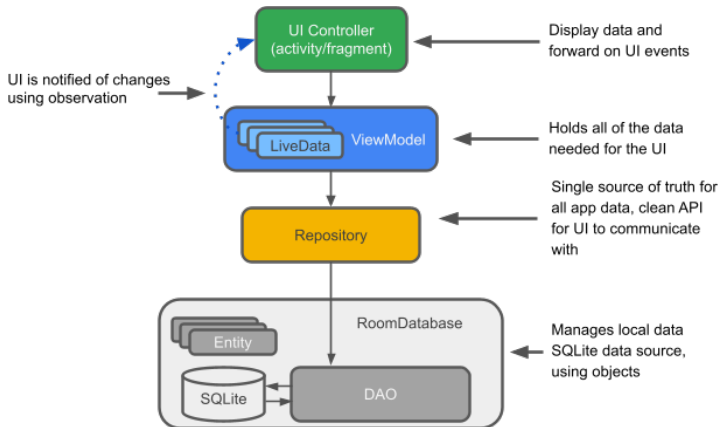 UI Controller
(activity/fragment)
Display data and
forward on UI events
UI is notified of changes
using observation
LiveData
ViewModel
Holds all of the data
needed for the UI
Single source of truth for
all app data, clean API
for UI to communicate
with
Repository
RoomDatabase
Entity
SQLite
DAO
Manages local data
SQLite data source,
using objects